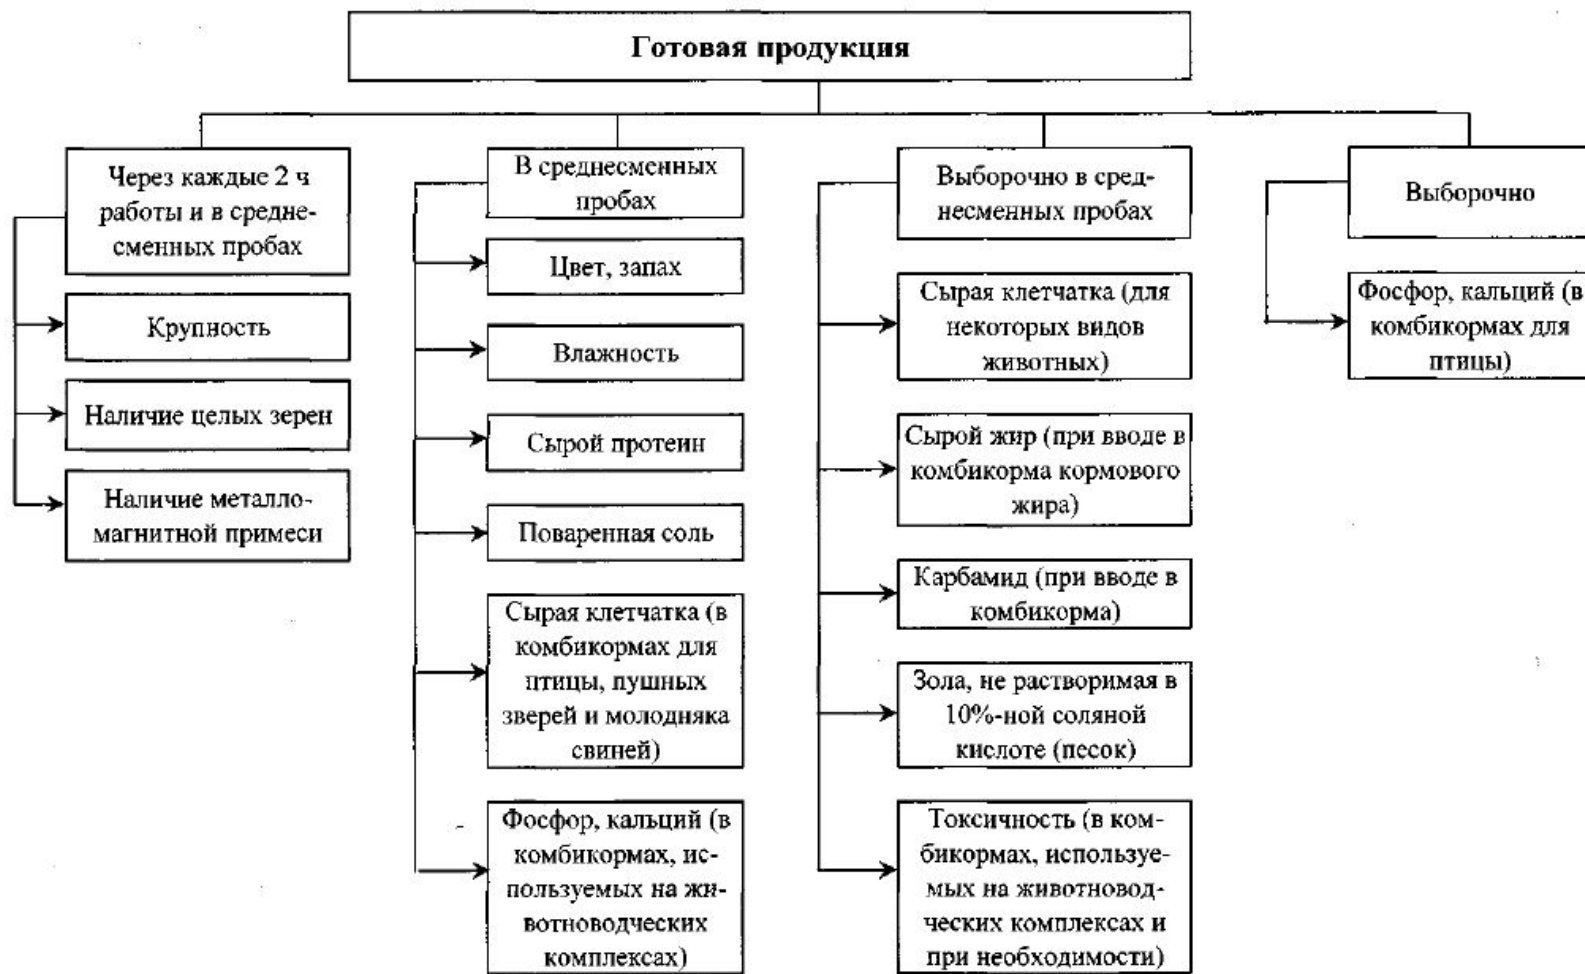 Готовая продукция
Через каждые 2 ч
работы и в средне-
сменных пробах
Крупность
Наличие целых зерен
Наличие металло-
магнитной примеси
В среднесменных
пробах
Цвет, запах
Влажность
Сырой протеин
Поваренная соль
Сырая клетчатка (в
комбикормах для
птицы, пушных
зверей и молодняка
свиней)
Фосфор, кальций (в
комбикормах, ис-
пользуемых на жи-
вотноводческих
комплексах)
Выборочно в сред-
несменных пробах
Сырая клетчатка (для
некоторых видов
животных)
Сырой жир (при вводе в
комбикорма кормового
жира)
Карбамид (при вводе в
комбикорма)
Зола, не растворимая в
10%-ной соляной
кислоте (песок)
Токсичность (в ком-
бикормах, используе-
мых на животновод-
ческих комплексах и
при необходимости)
Выборочно
Фосфор, кальций (в
комбикормах для
птицы)